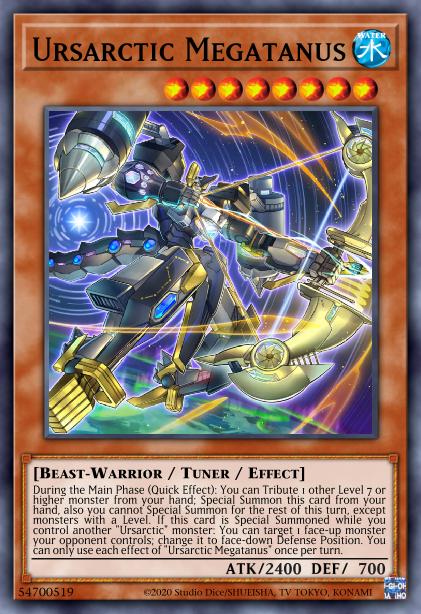 Ursarctic Megatanus
WATER
水
[Beast-Warrior / Tuner / Effect]
During the Main Phase (Quick Effect): You can Tribute 1 other Level 7 or
higher monster from your hand; Special Summon this card from your
hand, also you cannot Special Summon for the rest of this turn, except
monsters with a Level. If this card is Special Summoned while you
control another "Ursarctic" monster: You can target 1 face-up monster
your opponent controls; change it to face-down Defense Position. You
can only use each effect of "Ursarctic Megatanus" once per turn.
ATK/2400 DEF/ 700
54700519
©2020 Studio Dice/SHUEISHA, TV TOKYO, KONAMI